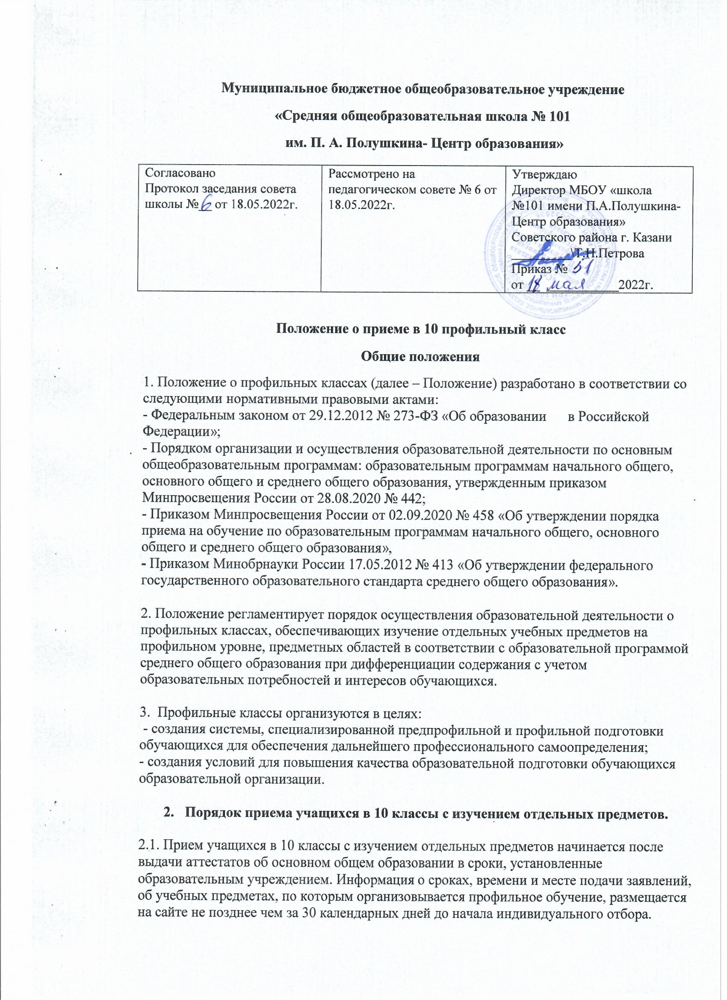 Муниципальное бюджетное общеобразовательное учреждение
«Средняя общеобразовательная школа № 101
им. П. А. Полушкина- Центр образования»
Согласовано
Протокол заседания совета
школы № 6 от 18.05.2022г.
Рассмотрено на
педагогическом совете № 6 от
18.05.2022г.
Утверждаю
Директор МБОУ «школа
№101 имени П.А.Полушкина-
Центр образования»
Советского района г. Казани
\Т.Н.Петрова
Приказ № 51
от 18 мая 2022г.
Положение о приеме в 10 профильный класс
Общие положения
1. Положение о профильных классах (далее – Положение) разработано в соответствии со
следующими нормативными правовыми актами:
- Федеральным законом от 29.12.2012 № 273-ФЗ «Об образовании в Российской
Федерации»;
- Порядком организации и осуществления образовательной деятельности по основным
общеобразовательным программам: образовательным программам начального общего,
основного общего и среднего общего образования, утвержденным приказом
Минпросвещения России от 28.08.2020 № 442;
- Приказом Минпросвещения России от 02.09.2020 № 458 «Об утверждении порядка
приема на обучение по образовательным программам начального общего, основного
общего и среднего общего образования»,
- Приказом Минобрнауки России 17.05.2012 № 413 «Об утверждении федерального
государственного образовательного стандарта среднего общего образования».
2. Положение регламентирует порядок осуществления образовательной деятельности о
профильных классах, обеспечивающих изучение отдельных учебных предметов на
профильном уровне, предметных областей в соответствии с образовательной программой
среднего общего образования при дифференциации содержания с учетом
образовательных потребностей и интересов обучающихся.
3. Профильные классы организуются в целях:
- создания системы, специализированной предпрофильной и профильной подготовки
обучающихся для обеспечения дальнейшего профессионального самоопределения;
- создания условий для повышения качества образовательной подготовки обучающихся
образовательной организации.
2. Порядок приема учащихся в 10 классы с изучением отдельных предметов.
2.1. Прием учащихся в 10 классы с изучением отдельных предметов начинается после
выдачи аттестатов об основном общем образовании в сроки, установленные
образовательным учреждением. Информация о сроках, времени и месте подачи заявлений,
об учебных предметах, по которым организовывается профильное обучение, размещается
на сайте не позднее чем за 30 календарных дней до начала индивидуального отбора.